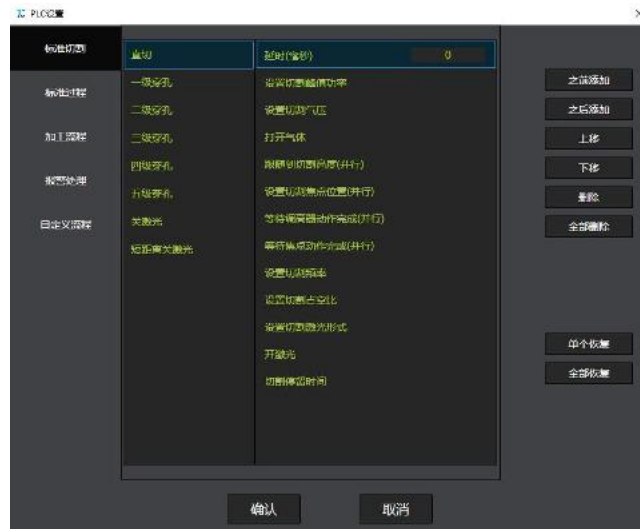 PLC设置
标准切割
标准过程
加工流程
报警处理
自定义流程
直切
一级穿孔
二级穿孔
三级穿孔
四级穿孔
五级穿孔
关激光
短距离关激光
延时(毫秒) 0
设置切割峰值功率
设置切割气压
打开气体
跟随到切割高度(并行)
设置切割焦点位置(并行)
等待调高器动作完成(并行)
等待焦点动作完成(并行)
设置切割频率
设置切割占空比
设置切割激光形式
开激光
切割停留时间
之前添加
之后添加
上移
下移
删除
全部删除
单个恢复
全部恢复
确认
取消